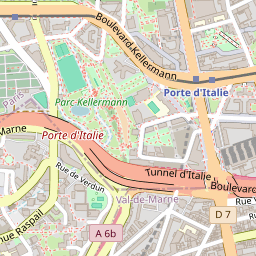 Boulevard Kellermann
Porte d'Italie
Paris
Parc Kellermann
Marne
Porte d'Italie
Rue de Verdun
Tunnel d'Italie
Boulevard
Val-de-Marne
Rue
D 7
A 6b
nue Raspail